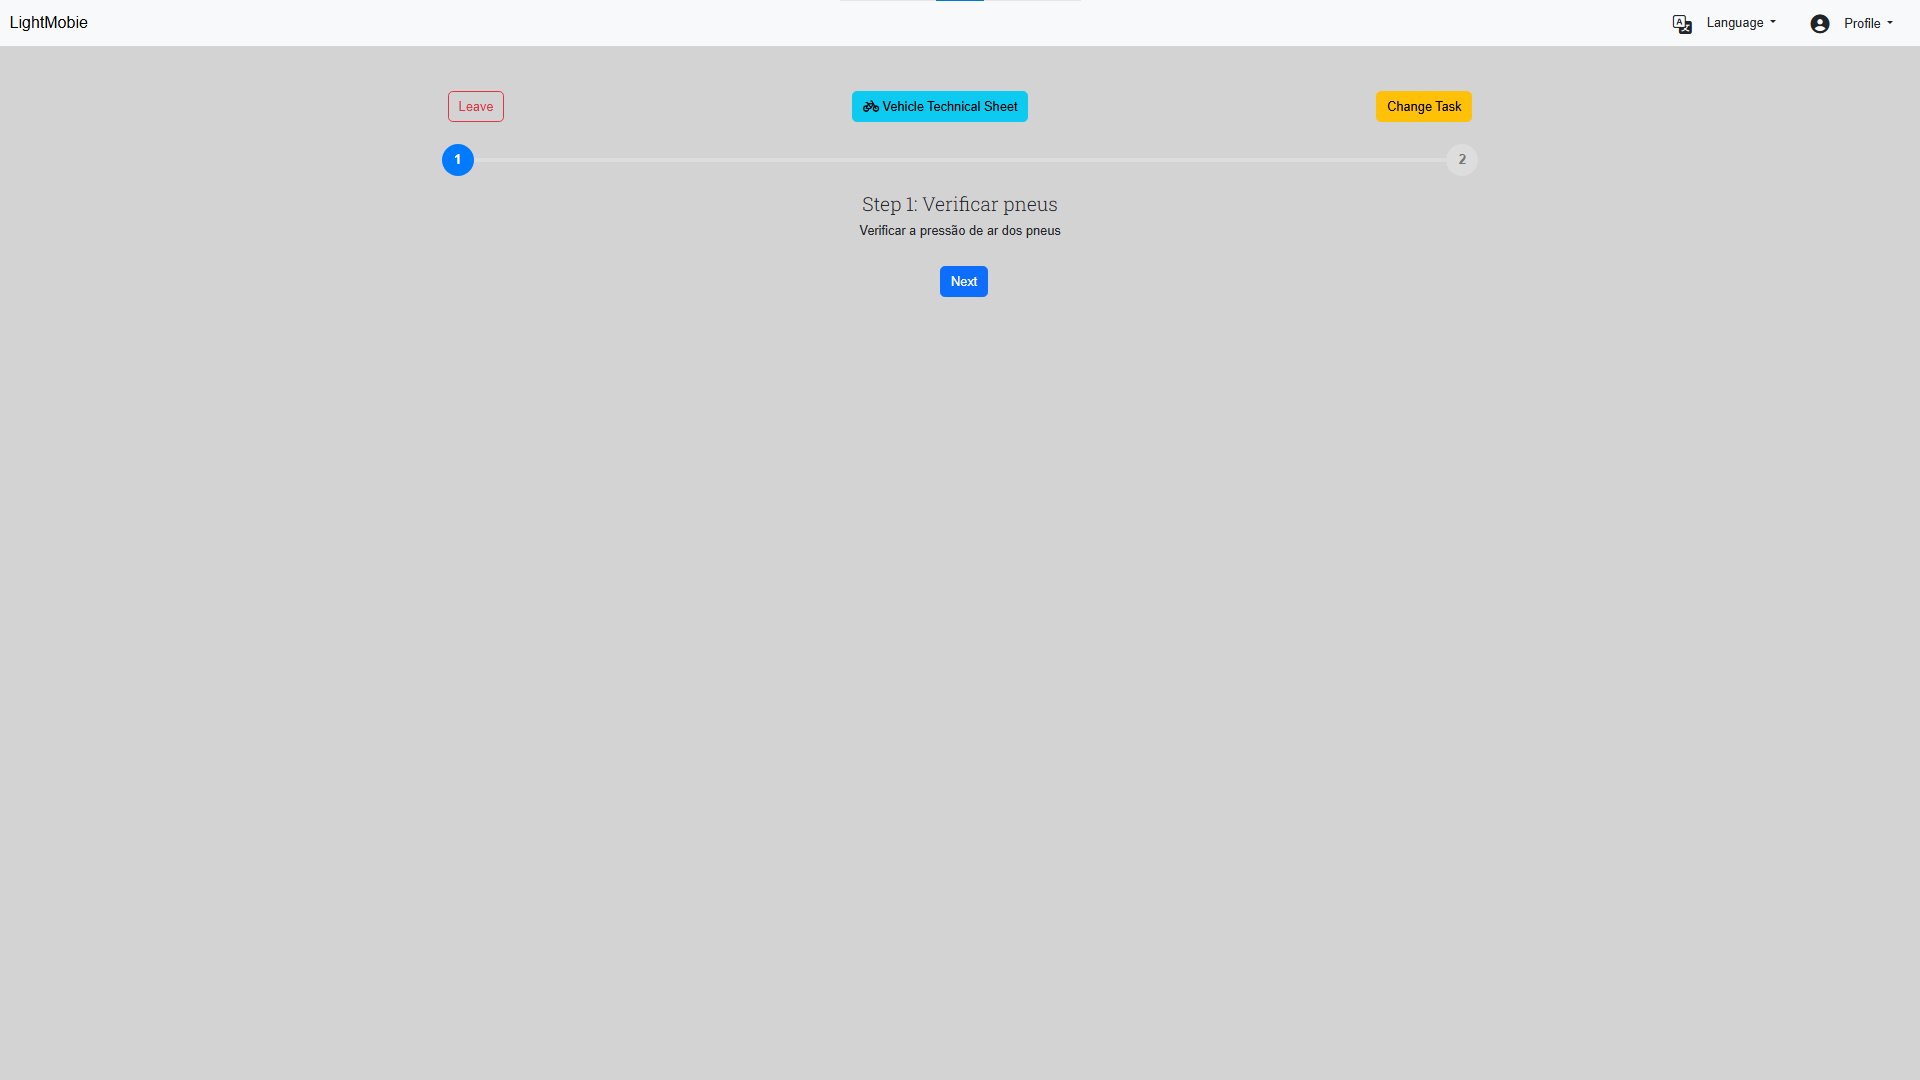 LightMobie
Language
Profile
Leave
Vehicle Technical Sheet
Change Task
1
2
Step 1: Verificar pneus
Verificar a pressão de ar dos pneus
Next